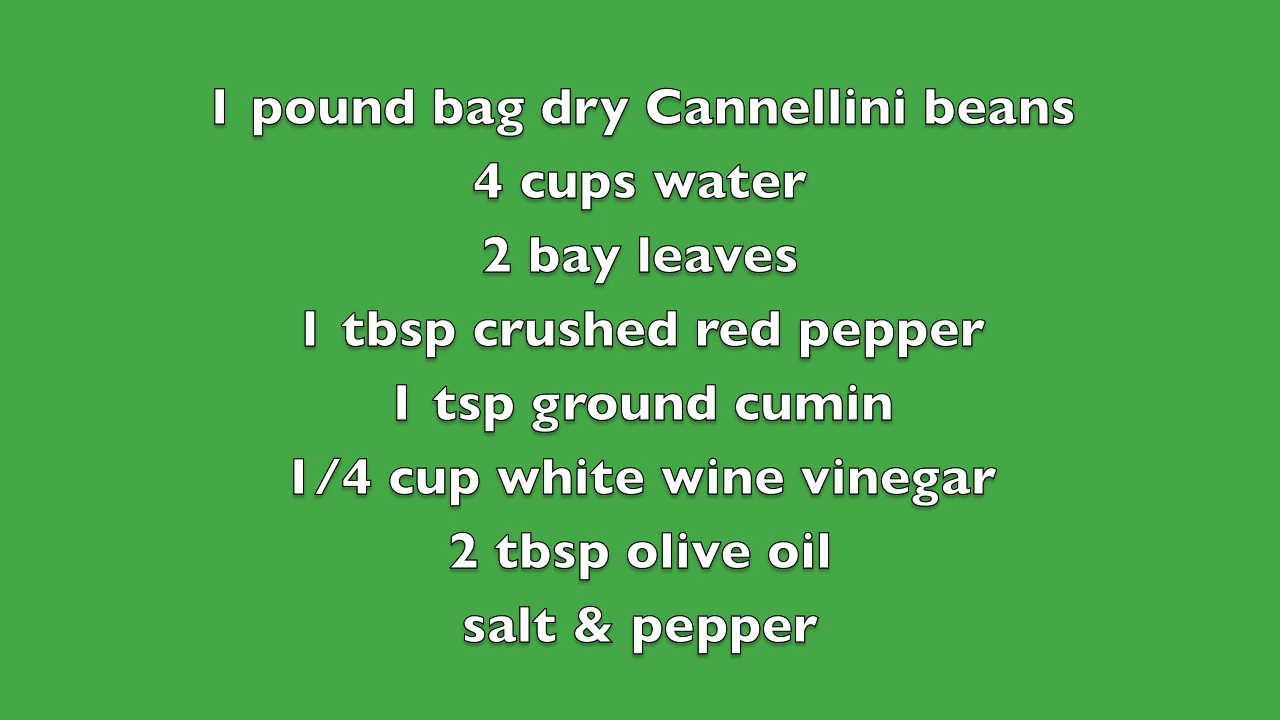 1 pound bag dry Cannellini beans
4 cups water
2 bay leaves
1 tbsp crushed red pepper
1 tsp ground cumin
1/4 cup white wine vinegar
2 tbsp olive oil
salt & pepper